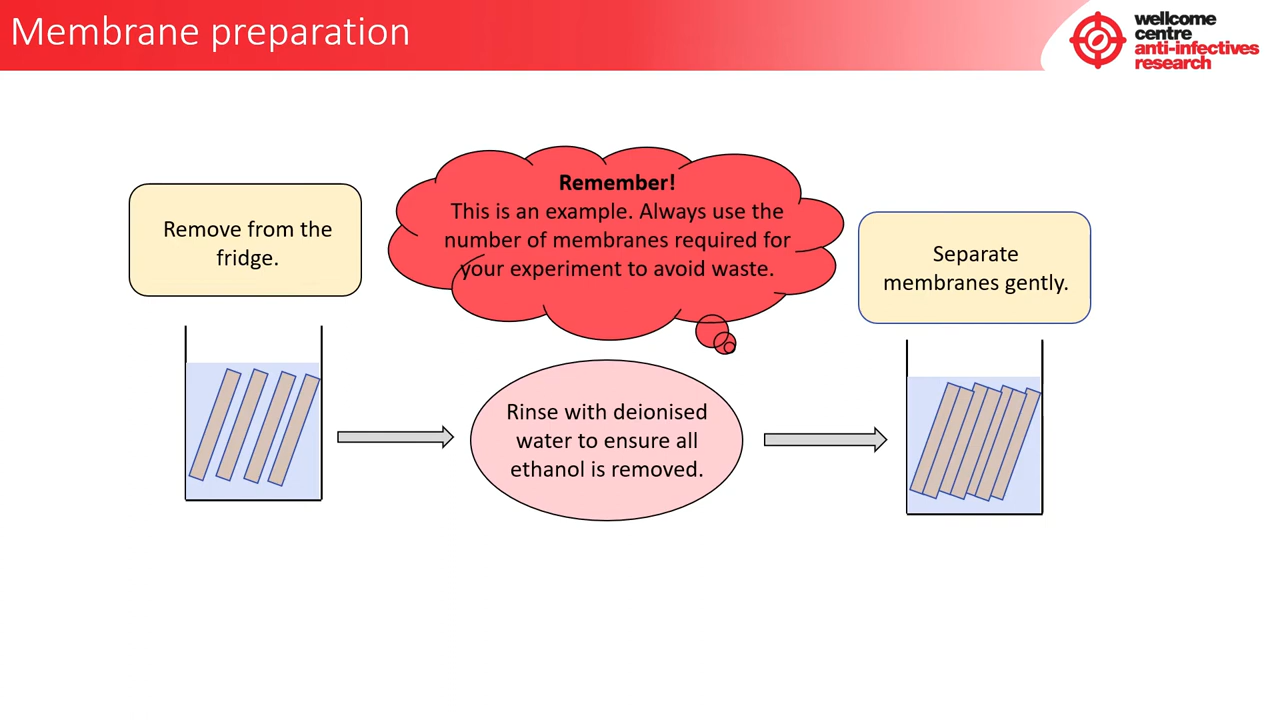 Membrane preparation
wellcome
centre
anti-infectives
research
Remove from the
fridge.
Remember!
This is an example. Always use the
number of membranes required for
your experiment to avoid waste.
Separate
membranes gently.
Rinse with deionised
water to ensure all
ethanol is removed.